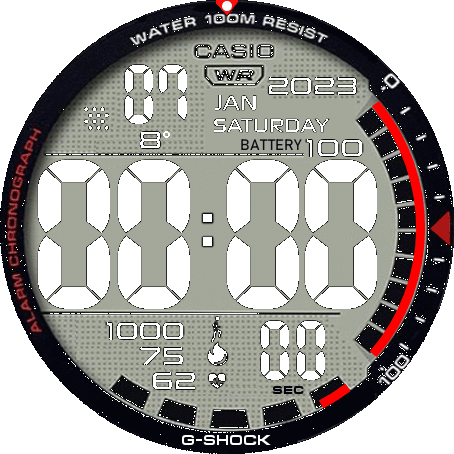 WATER 100M RESIST
CASIO
WR
07
2023
JAN
SATURDAY
8°
BATTERY 100
ALARM CHRONOGRAPH
0
00:00
1000
75
62
00
SEC
100
G-SHOCK